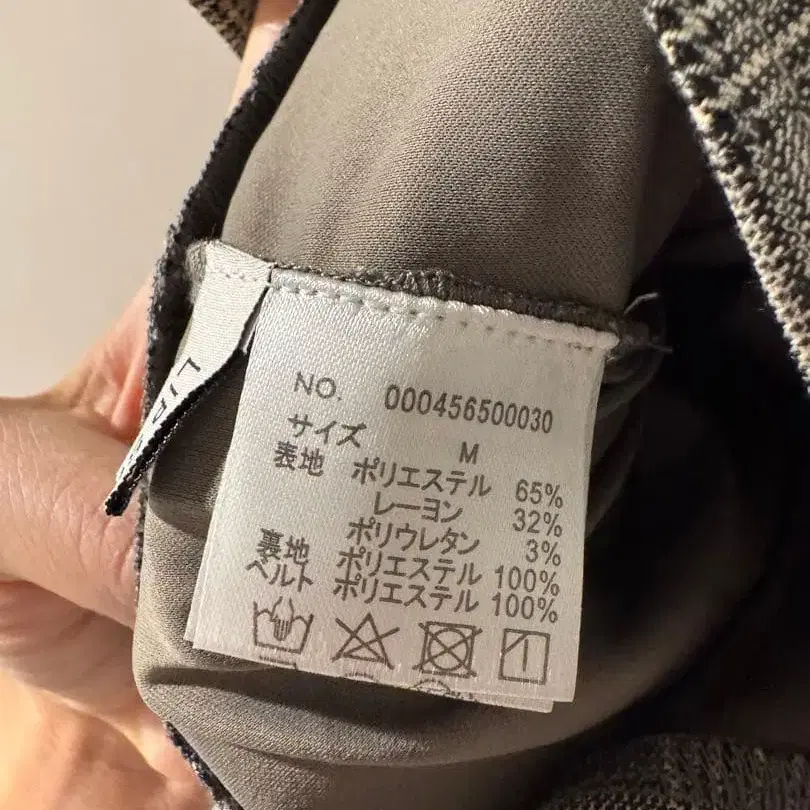 NO. 000456500030
サイズ M
表地 ポリエステル 65%
レーヨン 32%
ポリウレタン 3%
裏地 ポリエステル 100%
ベルト ポリエステル 100%